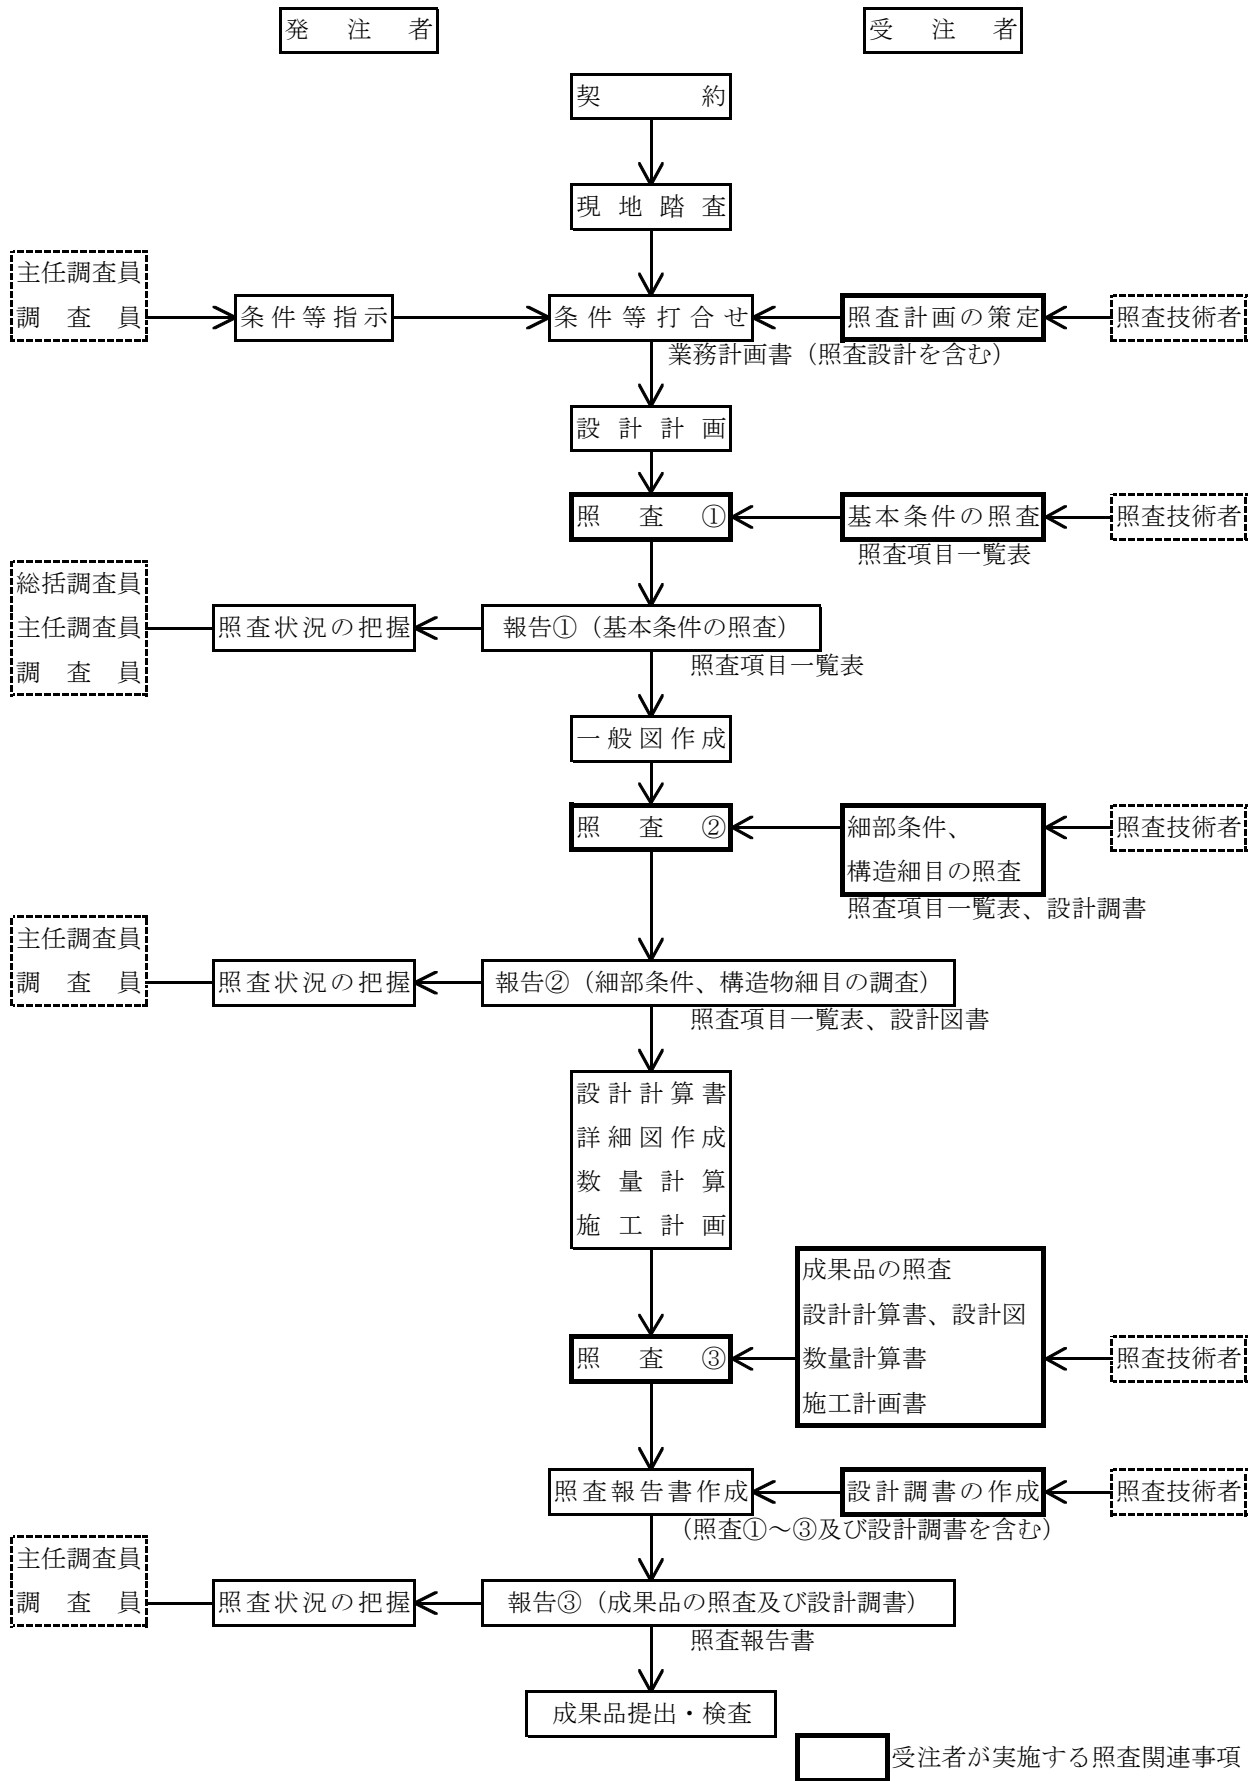 発注者
受注者
契約
現地踏査
主任調査員
調査員
条件等指示
条件等打合せ
照査計画の策定
照査技術者
業務計画書（照査設計を含む）
設計計画
照査①
基本条件の照査
照査技術者
照査項目一覧表
総括調査員
主任調査員
調査員
照査状況の把握
報告①（基本条件の照査）
照査項目一覧表
一般図作成
照査②
細部条件、
構造細目の照査
照査技術者
照査項目一覧表、設計調書
主任調査員
調査員
照査状況の把握
報告②（細部条件、構造物細目の調査）
照査項目一覧表、設計図書
設計計算書
詳細図作成
数量計算
施工計画
照査③
成果品の照査
設計計算書、設計図
数量計算書
施工計画書
照査技術者
照査報告書作成
設計調書の作成
照査技術者
（照査①～③及び設計調書を含む）
主任調査員
調査員
照査状況の把握
報告③（成果品の照査及び設計調書）
照査報告書
成果品提出・検査
受注者が実施する照査関連事項